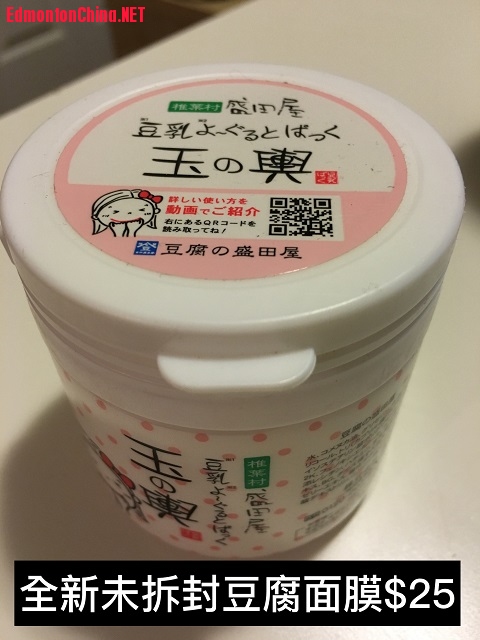 EdmontonChina.NET
椎葉村 盛田屋
豆乳よーぐるとぱっく
玉の輿
詳しい使い方を
動画でご紹介
右にあるQRコードを
読み取ってね!
豆腐の盛田屋
玉の輿
豆乳よーぐるとぱっく
椎葉村 盛田屋
全新未拆封豆腐面膜$25